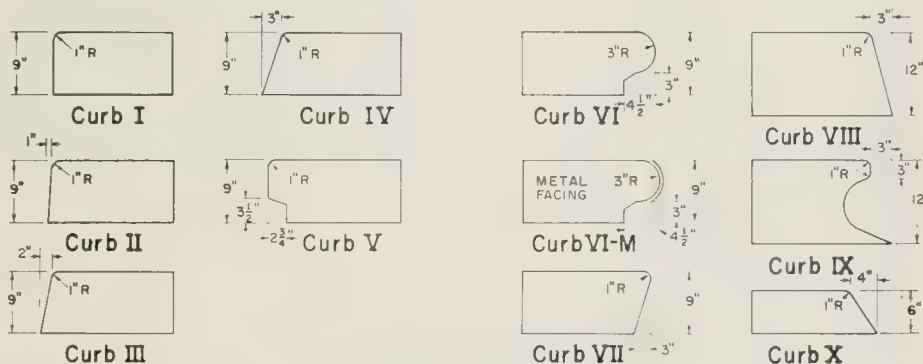 1"R
9"
Curb I
3"
1"R
9"
Curb IV
3"R
9"
3"
4 1/2"
Curb VI
3"
1"R
12"
Curb VIII
1"
1"R
9"
Curb II
1"R
9"
3 1/2"
2 3/4"
Curb V
METAL
FACING
3"R
9"
3"
4 1/2"
Curb VI-M
3"
1"R
3"
12
Curb IX
2"
1"R
9"
Curb III
1"R
9"
3"
Curb VII
4"
1"R
6"
Curb X